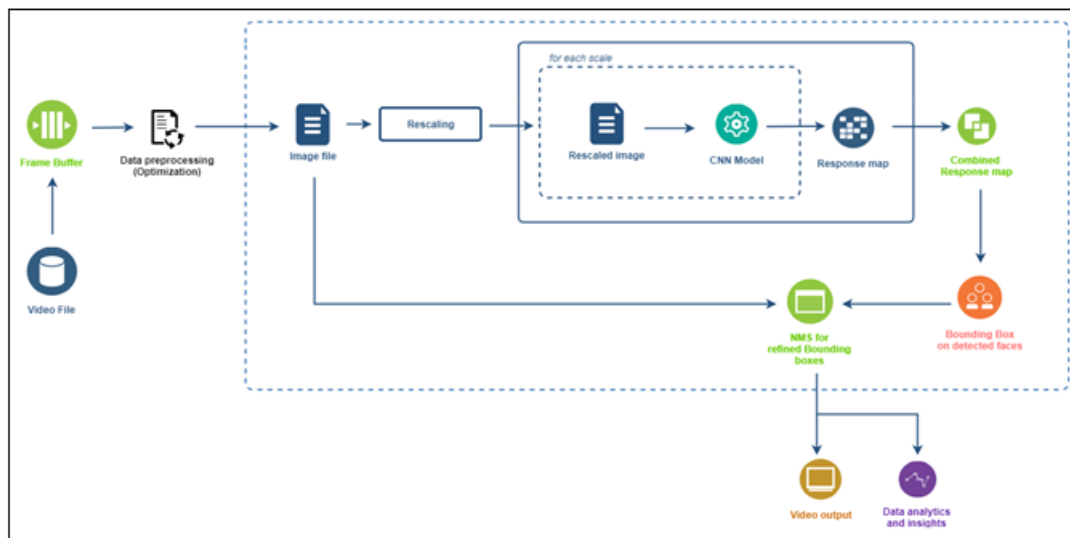 for each scale
Frame Buffer
Data preprocessing
(Optimization)
Image file
Rescaling
Rescaled image
CNN Model
Response map
Combined
Response map
Video File
NMS for
refined Bounding
boxes
Bounding Box
on detected faces
Video output
Data analytics
and insights